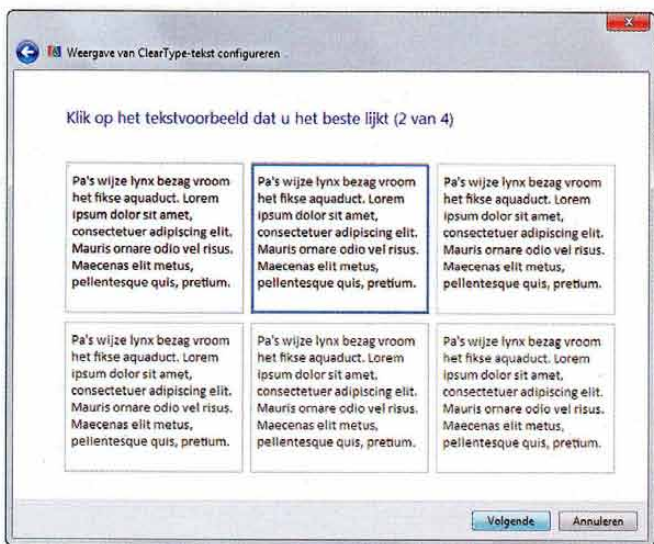 Weergave van ClearType-tekst configureren
Klik op het tekstvoorbeeld dat u het beste lijkt (2 van 4)
Pa's wijze lynx bezag vroom
het fikse aquaduct. Lorem
ipsum dolor sit amet,
consectetuer adipiscing elit.
Mauris ornare odio vel risus.
Maecenas elit metus,
pellentesque quis, pretium.
Pa's wijze lynx bezag vroom
het fikse aquaduct. Lorem
ipsum dolor sit amet,
consectetuer adipiscing elit.
Mauris ornare odio vel risus.
Maecenas elit metus,
pellentesque quis, pretium.
Pa's wijze lynx bezag vroom
het fikse aquaduct. Lorem
ipsum dolor sit amet,
consectetuer adipiscing elit.
Mauris ornare odio vel risus.
Maecenas elit metus,
pellentesque quis, pretium.
Pa's wijze lynx bezag vroom
het fikse aquaduct. Lorem
ipsum dolor sit amet,
consectetuer adipiscing elit.
Mauris ornare odio vel risus.
Maecenas elit metus,
pellentesque quis, pretium.
Pa's wijze lynx bezag vroom
het fikse aquaduct. Lorem
ipsum dolor sit amet,
consectetuer adipiscing elit.
Mauris ornare odio vel risus.
Maecenas elit metus,
pellentesque quis, pretium.
Pa's wijze lynx bezag vroom
het fikse aquaduct. Lorem
ipsum dolor sit amet,
consectetuer adipiscing elit.
Mauris ornare odio vel risus.
Maecenas elit metus,
pellentesque quis, pretium.
Volgende
Annuleren